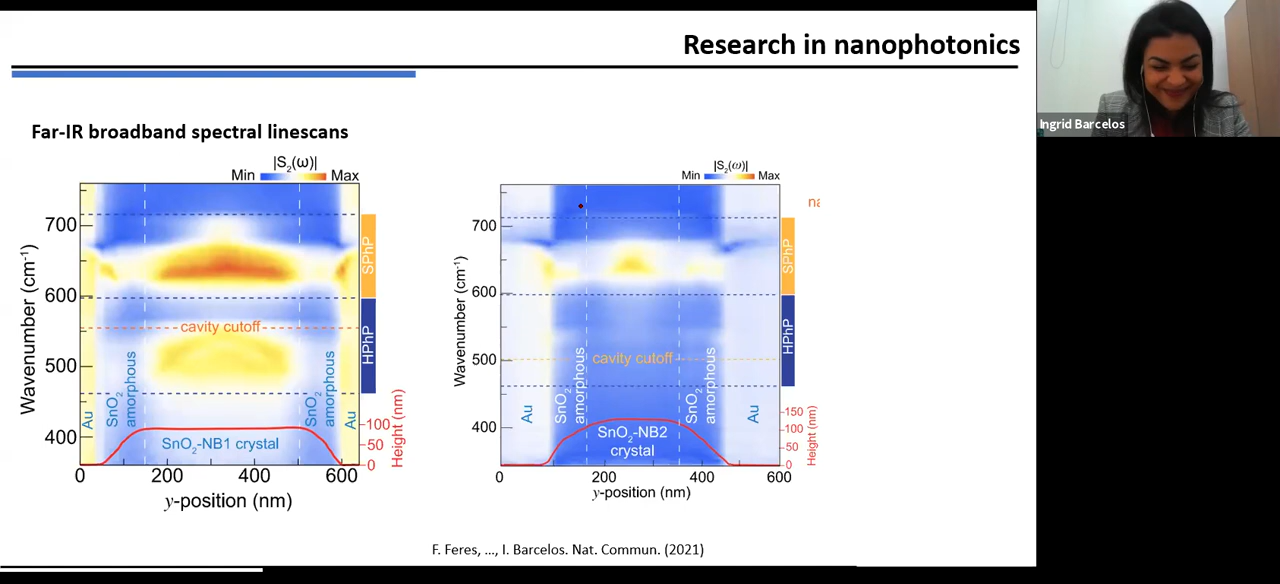 Research in nanophotonics
Ingrid Barcelos
Far-IR broadband spectral linescans
|S₂(ω)|
Min Max
Wavenumber (cm⁻¹)
700
600
500
400
cavity cutoff
SPhP
HPhP
Au
SnO₂
amorphous
SnO₂-NB1 crystal
SnO₂
amorphous
Au
100
50
0
Height (nm)
0 200 400 600
y-position (nm)
|S₂(ω)|
Min Max
na
Wavenumber (cm⁻¹)
700
600
500
400
cavity cutoff
SPhP
HPhP
Au
SnO₂
amorphous
SnO₂-NB2
crystal
SnO₂
amorphous
Au
150
100
50
0
Height (nm)
0 200 400 600
y-position (nm)
F. Feres, ..., I. Barcelos. Nat. Commun. (2021)